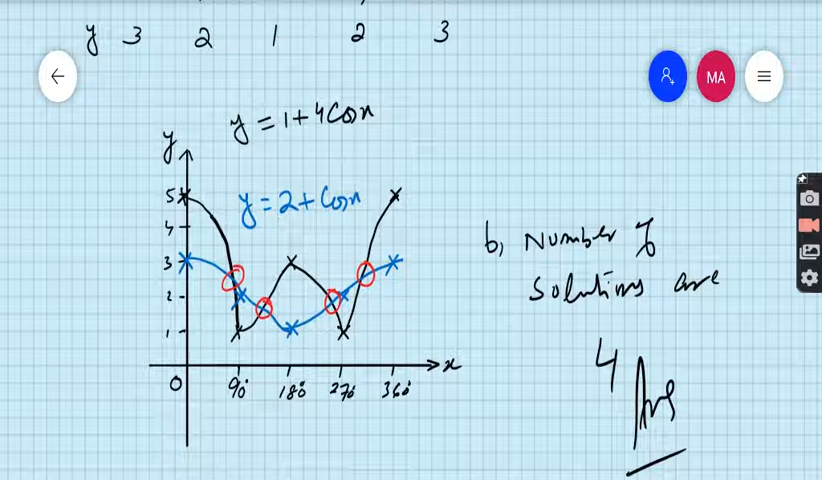 y 3 2 1 2 3
MA
y = 1 + 4Cosx
y
5
y = 2 + Cosx
4
b, Number of
3
Solutions are
2
1
4
Ans
x
0 90° 180° 270° 360°